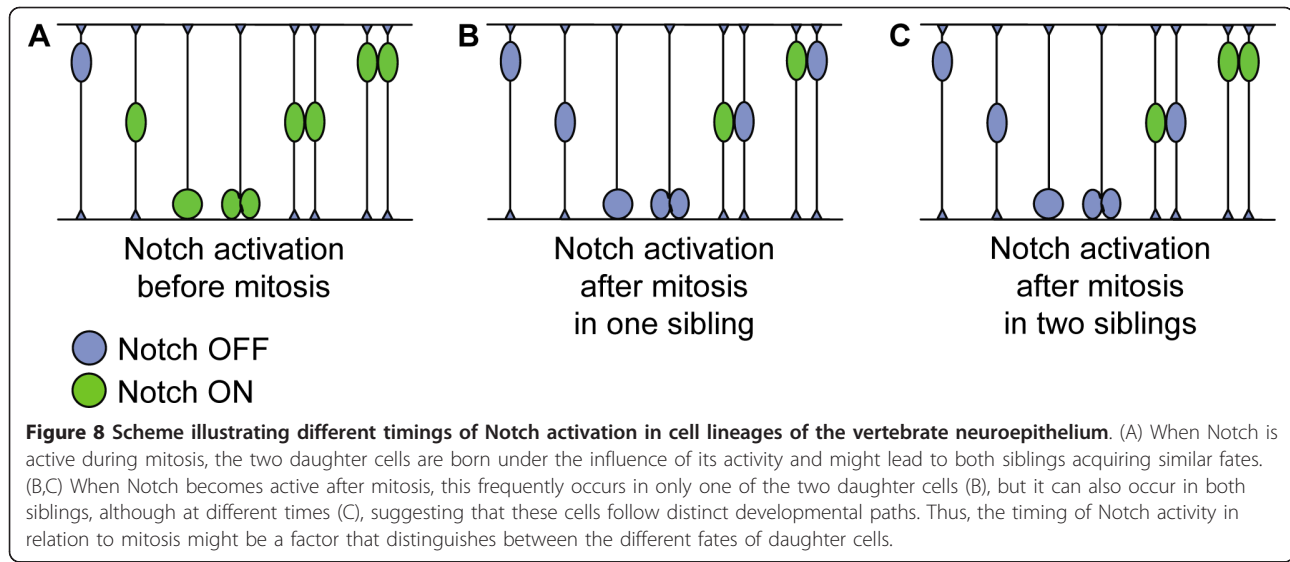 A
B
C
Notch activation
before mitosis
Notch activation
after mitosis
in one sibling
Notch activation
after mitosis
in two siblings
Notch OFF
Notch ON
Figure 8 Scheme illustrating different timings of Notch activation in cell lineages of the vertebrate neuroepithelium. (A) When Notch is
active during mitosis, the two daughter cells are born under the influence of its activity and might lead to both siblings acquiring similar fates.
(B,C) When Notch becomes active after mitosis, this frequently occurs in only one of the two daughter cells (B), but it can also occur in both
siblings, although at different times (C), suggesting that these cells follow distinct developmental paths. Thus, the timing of Notch activity in
relation to mitosis might be a factor that distinguishes between the different fates of daughter cells.